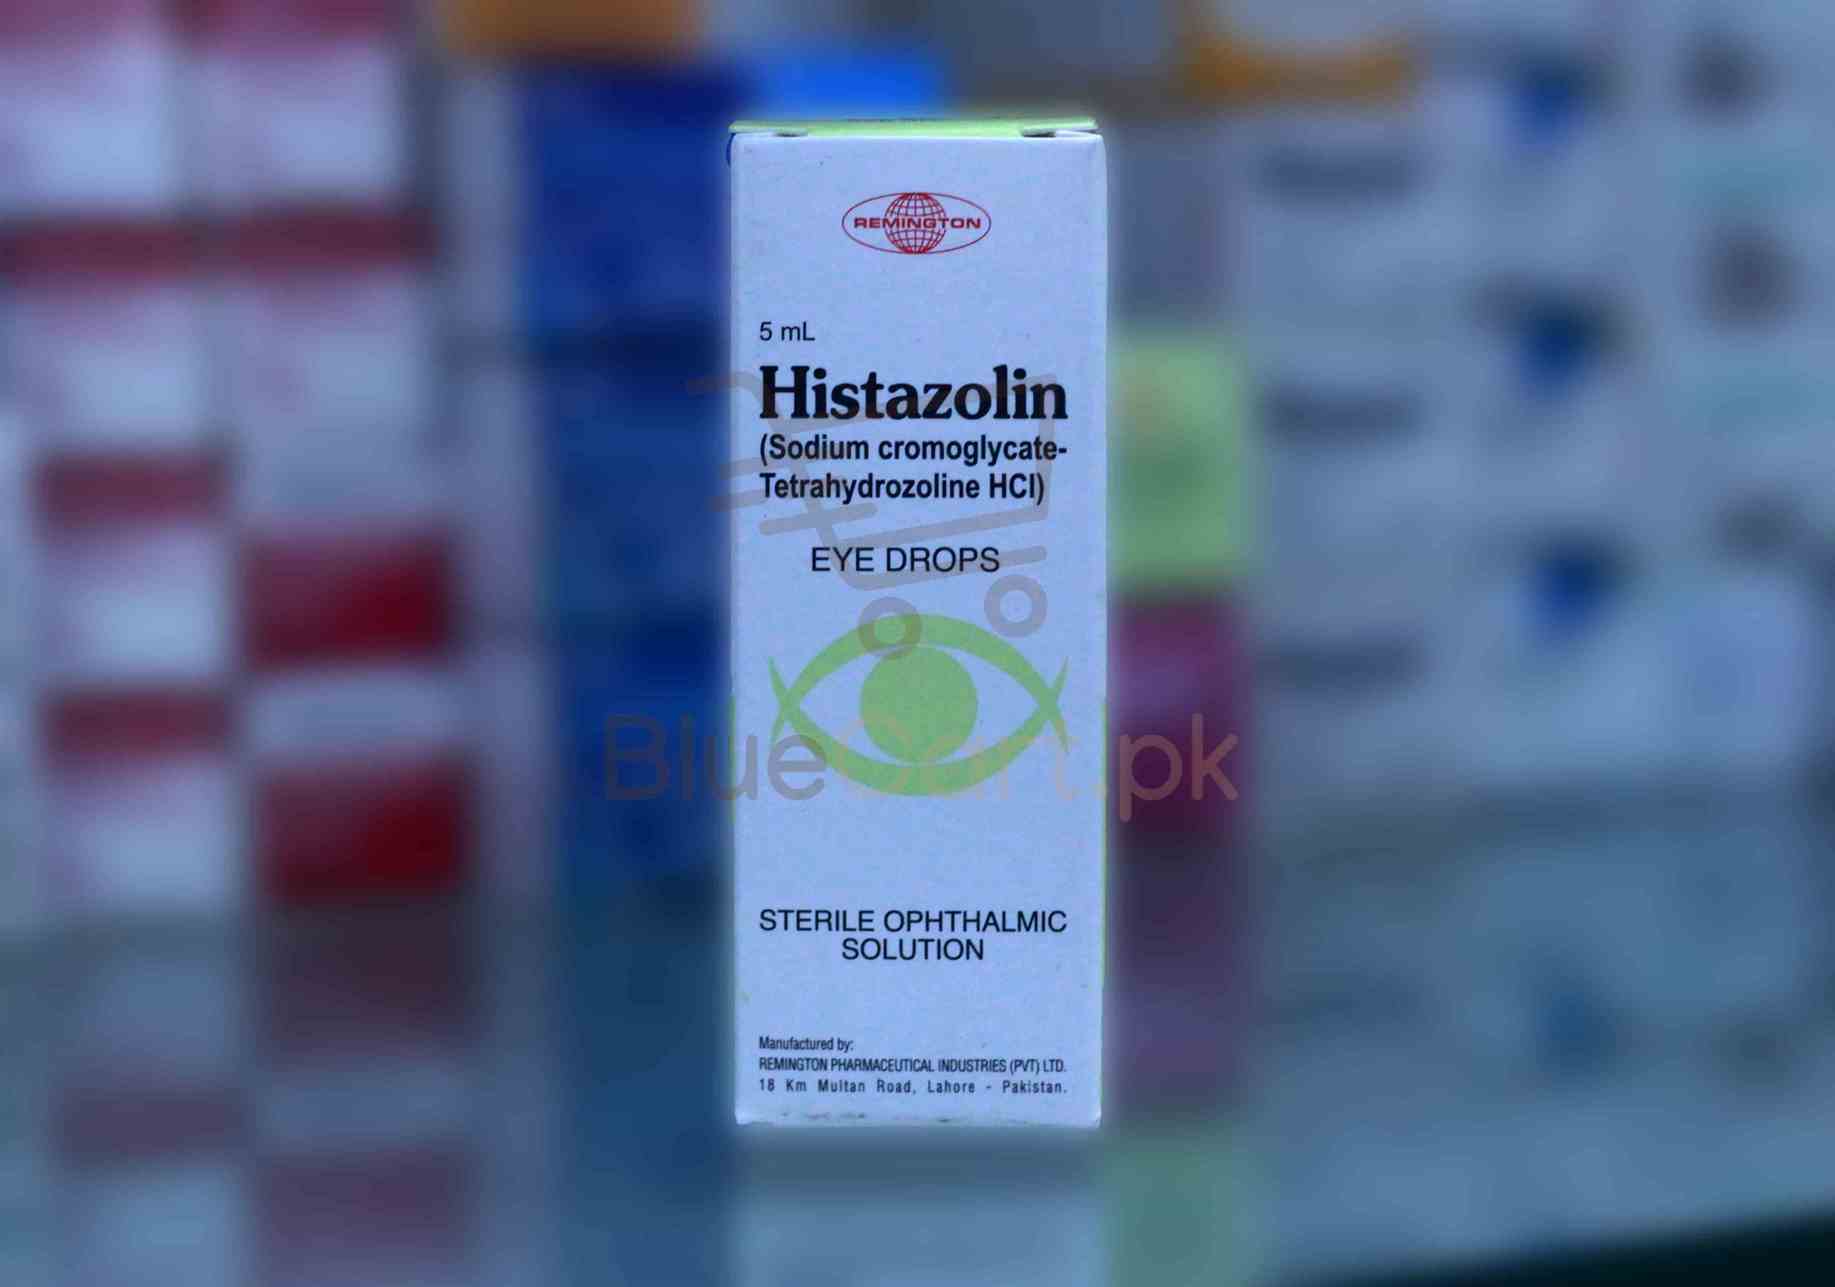 REMINGTON
5 mL
Histazolin
(Sodium cromoglycate-
Tetrahydrozoline HCl)
EYE DROPS
BlueCart.pk
STERILE OPHTHALMIC
SOLUTION
Manufactured by:
REMINGTON PHARMACEUTICAL INDUSTRIES (PVT) LTD.
18 Km Multan Road, Lahore - Pakistan.